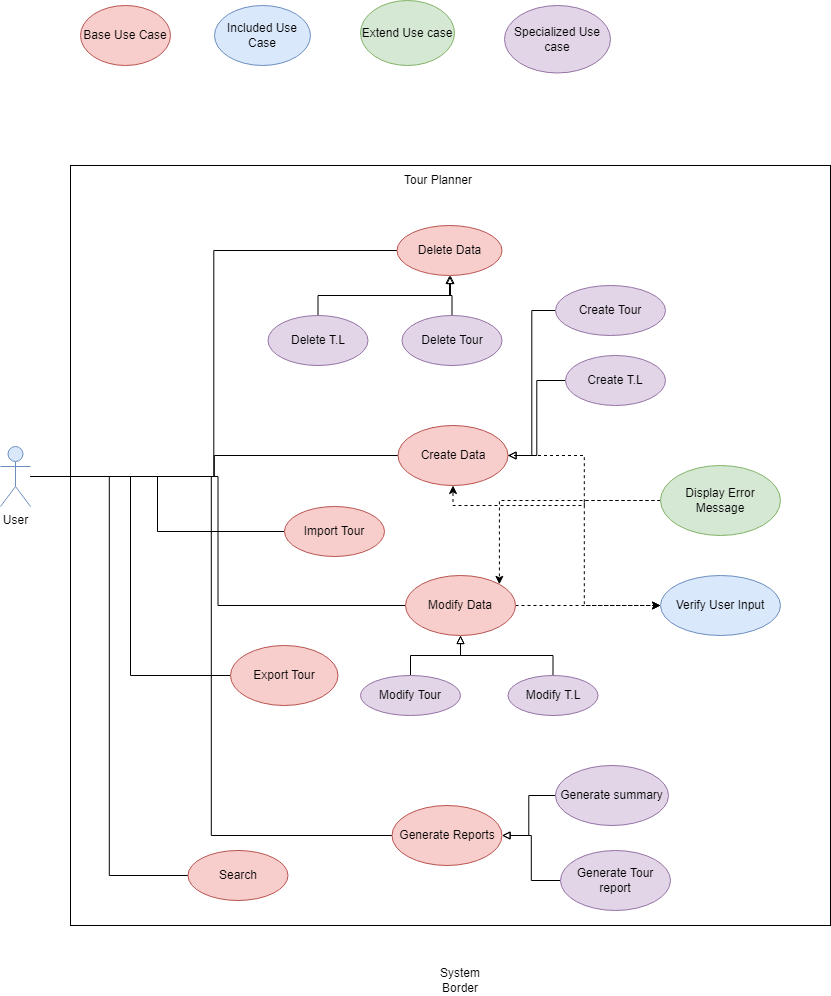 Base Use Case
Included Use
Case
Extend Use case
Specialized Use
case
Tour Planner
Delete Data
Delete T.L
Delete Tour
Create Tour
Create T.L
Create Data
User
Display Error
Message
Import Tour
Modify Data
Verify User Input
Export Tour
Modify Tour
Modify T.L
Generate summary
Generate Reports
Search
Generate Tour
report
System
Border